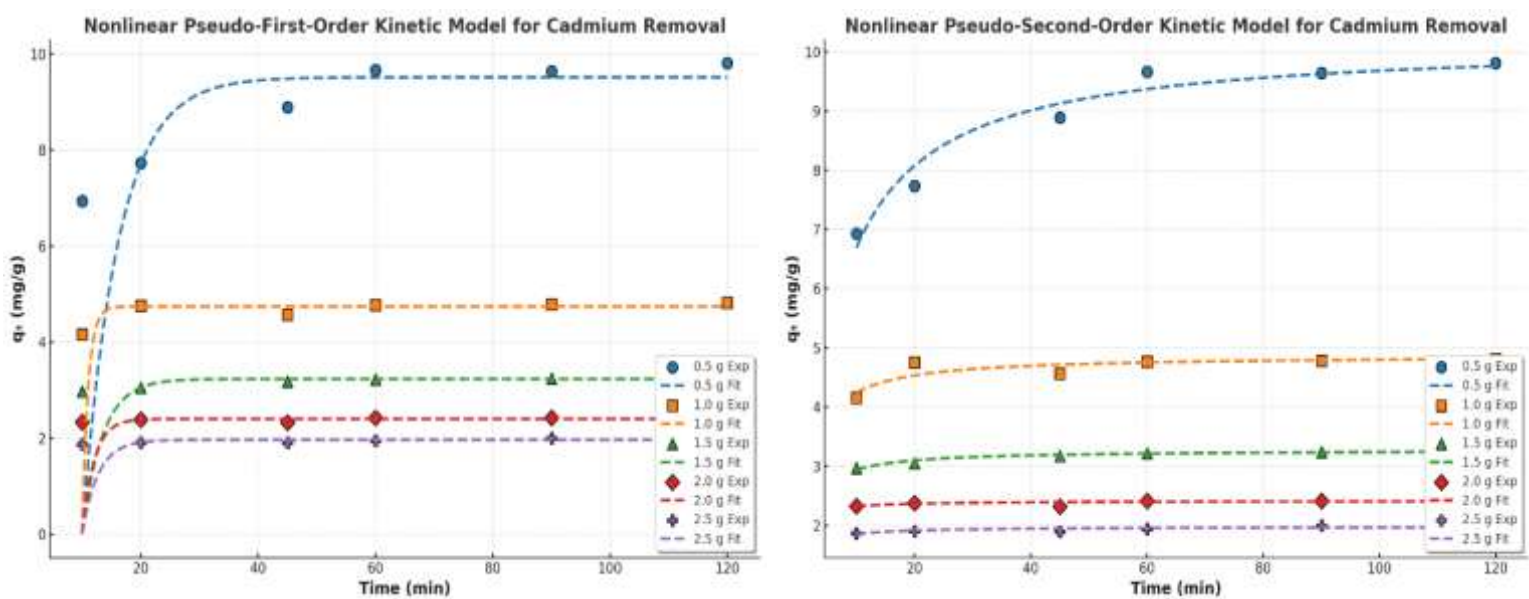 Nonlinear Pseudo-First-Order Kinetic Model for Cadmium Removal
10
8
6
4
2
0
qₑ (mg/g)
20
40
60
80
100
120
Time (min)
0.5 g Exp
0.5 g Fit
1.0 g Exp
1.0 g Fit
1.5 g Exp
1.5 g Fit
2.0 g Exp
2.0 g Fit
2.5 g Exp
2.5 g Fit
Nonlinear Pseudo-Second-Order Kinetic Model for Cadmium Removal
10
9
8
7
6
5
4
3
2
qₑ (mg/g)
20
40
60
80
100
120
Time (min)
0.5 g Exp
0.5 g Fit
1.0 g Exp
1.0 g Fit
1.5 g Exp
1.5 g Fit
2.0 g Exp
2.0 g Fit
2.5 g Exp
2.5 g Fit